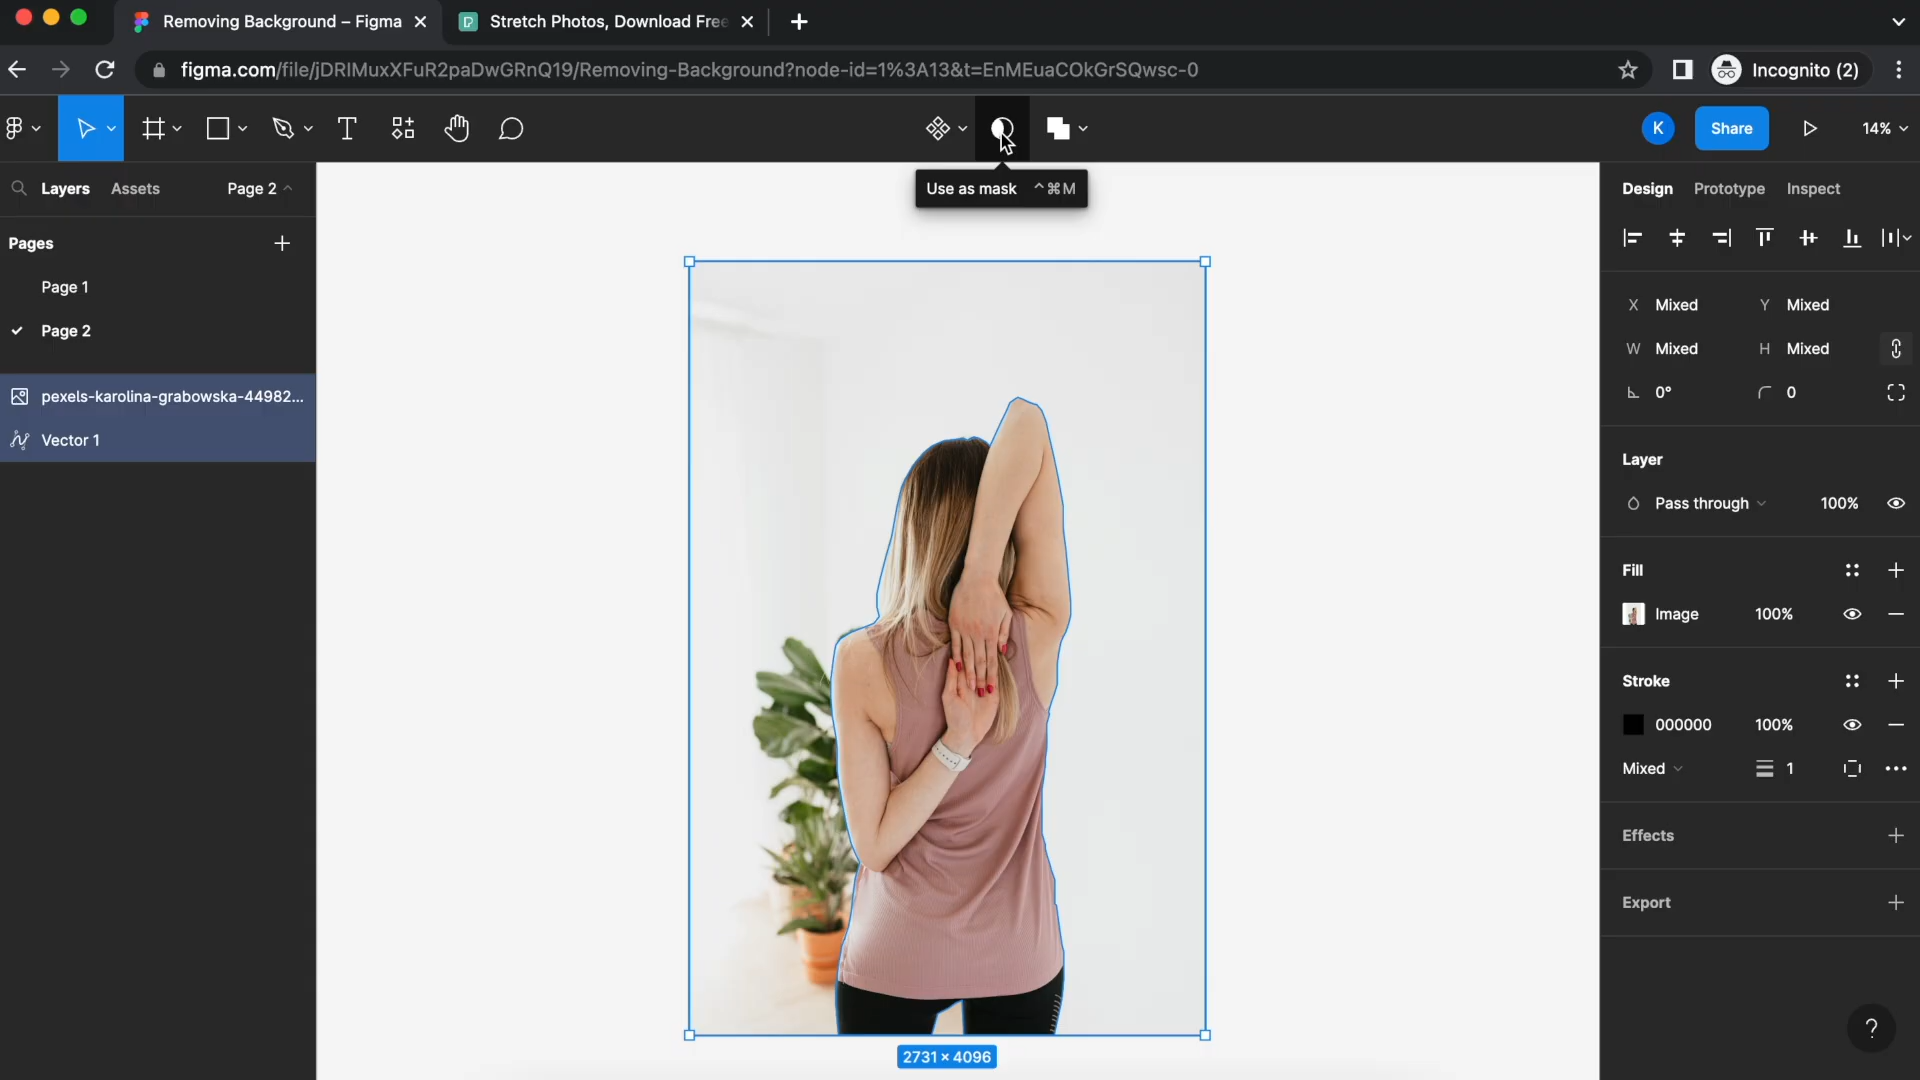 Removing Background – Figma
Stretch Photos, Download Free
figma.com/file/jDRIMuxXFuR2paDwGRnQ19/Removing-Background?node-id=1%3A13&t=EnMEuaCOkGrSQwsc-0
Incognito (2)
K
Share
14%
Use as mask ^⌘M
Layers
Assets
Page 2
Pages
Page 1
Page 2
pexels-karolina-grabowska-44982...
Vector 1
2731 × 4096
Design
Prototype
Inspect
X Mixed
Y Mixed
W Mixed
H Mixed
0°
0
Layer
Pass through
100%
Fill
Image
100%
Stroke
000000
100%
Mixed
1
Effects
Export
?